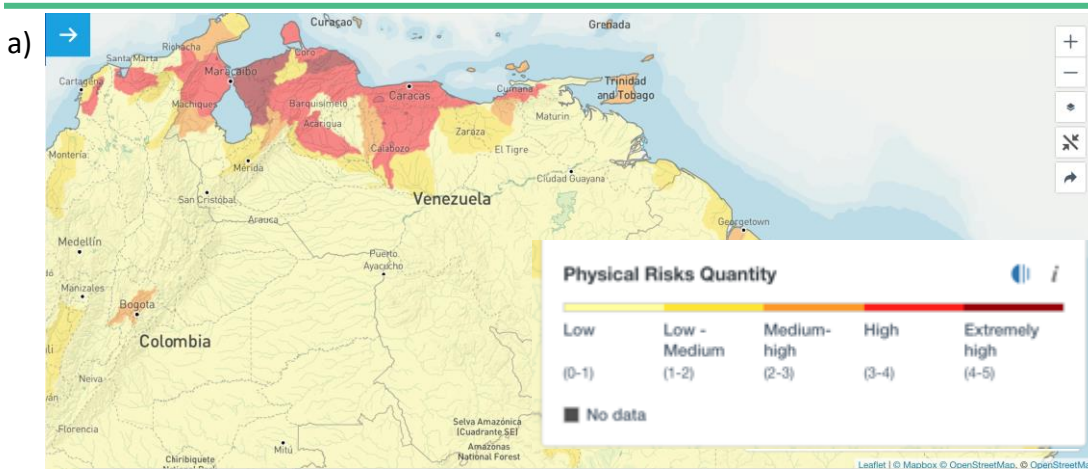 a)
Curaçao
Grenada
Riohacha
Santa Marta
Coro
Cartagena
Maracaibo
Caracas
Cumaná
Trinidad
and Tobago
Machiques
Barquisimeto
Maturín
Acarigua
Zaraza
Montería
Calabozo
El Tigre
Mérida
Ciudad Guayana
San Cristóbal
Venezuela
Arauca
Georgetown
Medellín
Puerto
Ayacucho
Manizales
Bogota
Colombia
Neiva
Florencia
Selva Amazónica
(Cuadrante SE)
Amazonas
National Forest
Mitú
Chiribiquete
Physical Risks Quantity
i
Low
(0-1)
Low -
Medium
(1-2)
Medium-
high
(2-3)
High
(3-4)
Extremely
high
(4-5)
No data
Leaflet | © Mapbox © OpenStreetMap, © OpenStreetM